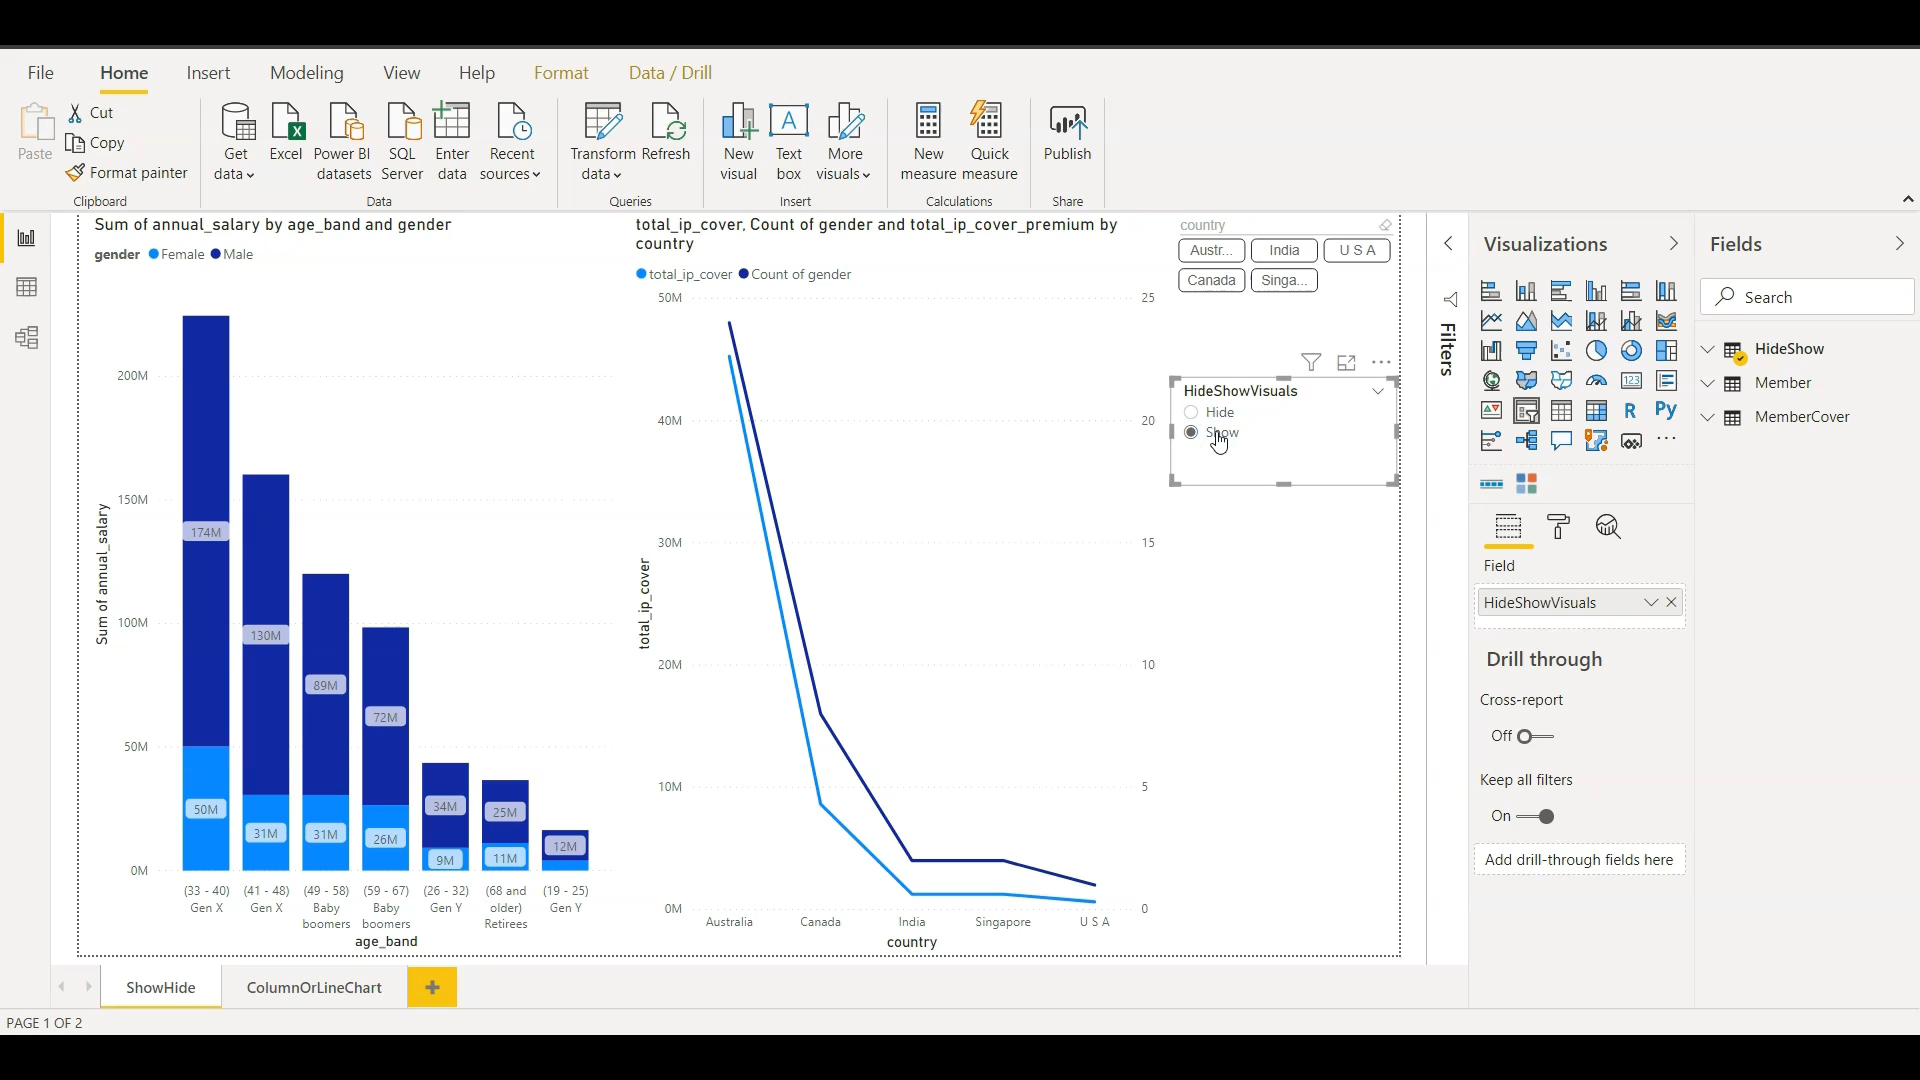 File Home Insert Modeling View Help Format Data / Drill
Paste
Cut
Copy
Format painter
Clipboard
Get data
Excel
Power BI datasets
SQL Server
Enter data
Recent sources
Data
Transform data
Refresh
Queries
New visual
Text box
More visuals
Insert
New measure
Quick measure
Calculations
Publish
Share
Sum of annual_salary by age_band and gender
gender Female Male
200M
150M
100M
50M
0M
Sum of annual_salary
174M
50M
130M
31M
89M
31M
72M
26M
34M
9M
25M
11M
12M
(33 - 40) Gen X
(41 - 48) Gen X
(49 - 58) Baby boomers
(59 - 67) Baby boomers
(26 - 32) Gen Y
(68 and older) Retirees
(19 - 25) Gen Y
age_band
total_ip_cover, Count of gender and total_ip_cover_premium by
country
total_ip_cover Count of gender
50M 25
40M 20
30M 15
20M 10
10M 5
0M 0
total_ip_cover
Australia Canada India Singapore U S A
country
country
Austr... India U S A
Canada Singa...
HideShowVisuals
Hide
Show
Filters
Visualizations
R Py
123
Field
HideShowVisuals
Drill through
Cross-report
Off
Keep all filters
On
Add drill-through fields here
Fields
Search
HideShow
Member
MemberCover
ShowHide ColumnOrLineChart
PAGE 1 OF 2